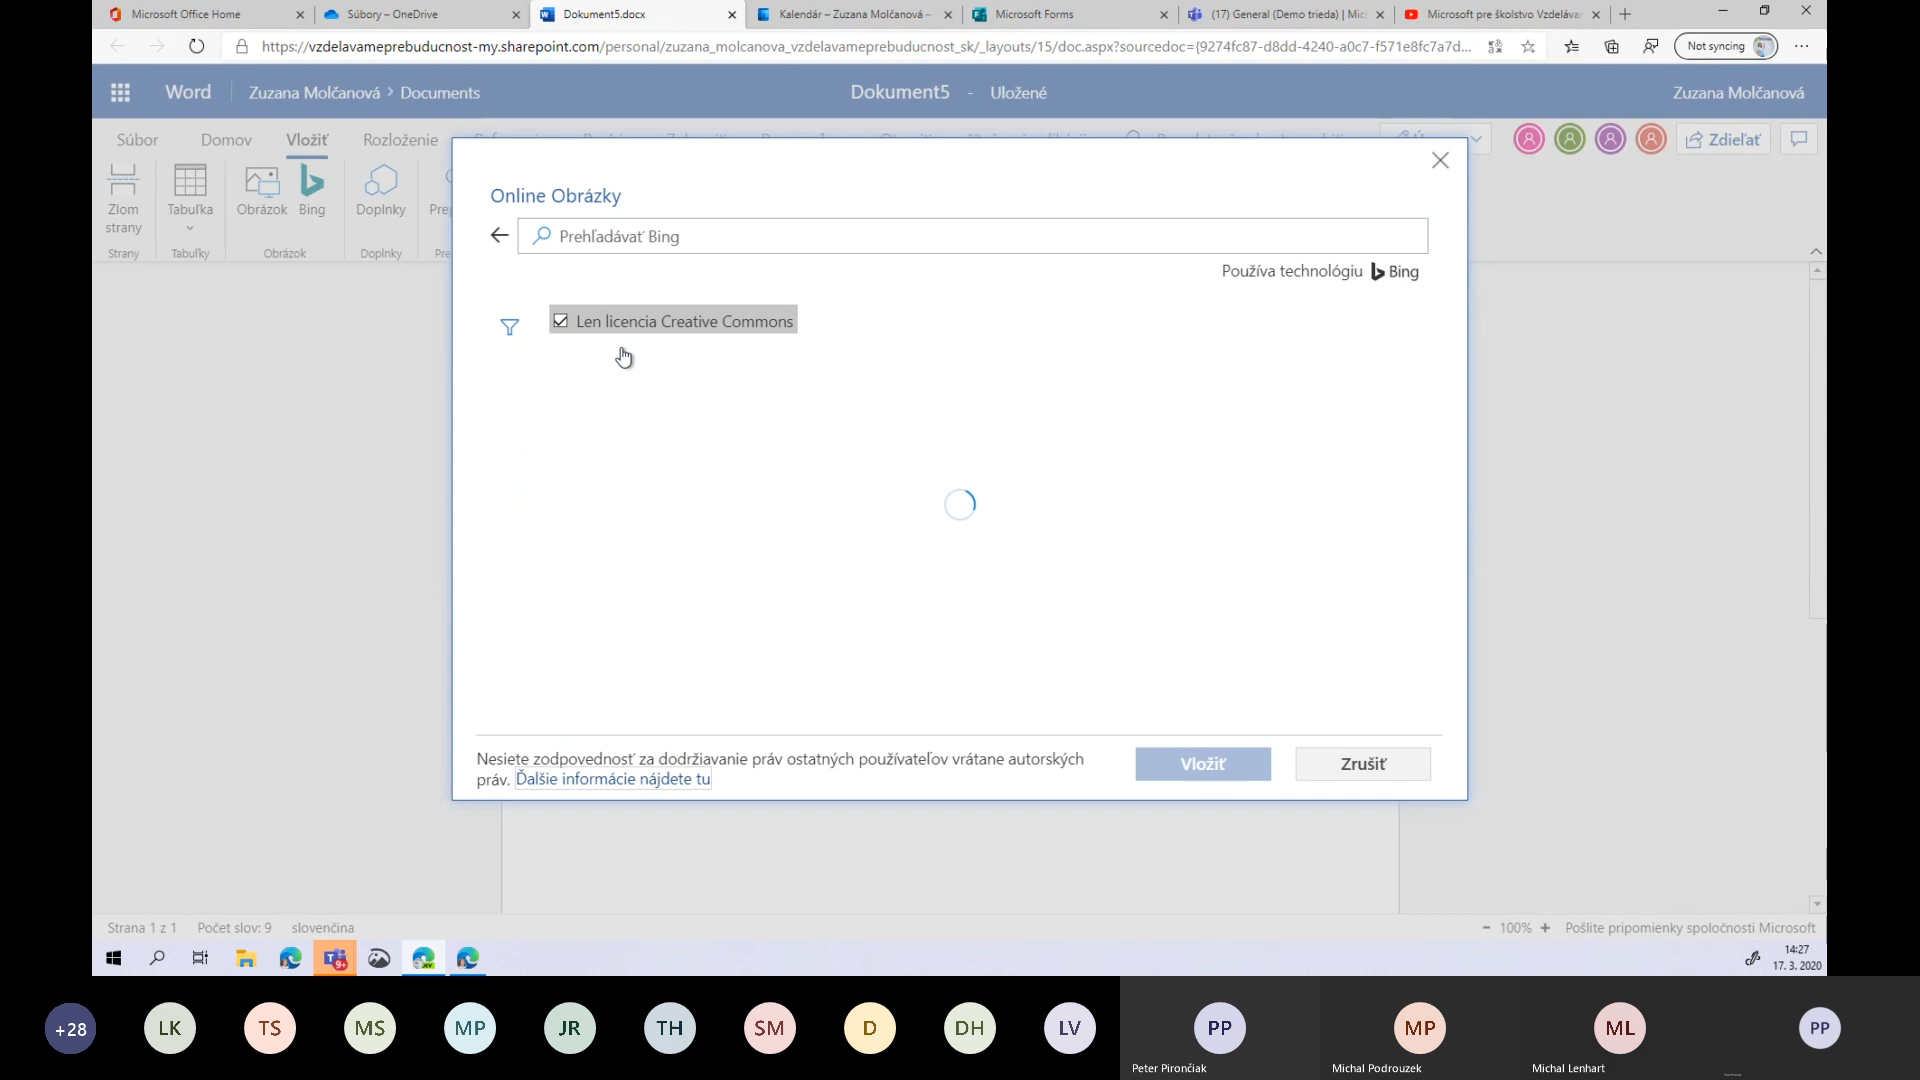 Microsoft Office Home
Súbory – OneDrive
Dokument5.docx
Kalendár – Zuzana Molčanová –
Microsoft Forms
(17) General (Demo trieda) | Mic
Microsoft pre školstvo Vzdeláva
https://vzdelavameprebuducnost-my.sharepoint.com/personal/zuzana_molcanova_vzdelavameprebuducnost_sk/_layouts/15/doc.aspx?sourcedoc={9274fc87-d8dd-4240-a0c7-f571e8fc7a7d...
Not syncing
Word
Zuzana Molčanová > Documents
Dokument5 - Uložené
Zuzana Molčanová
Súbor
Domov
Vložiť
Rozloženie
Zdieľať
Zlom
strany
Tabuľka
Obrázok
Bing
Doplnky
Strany
Tabuľky
Obrázok
Doplnky
Online Obrázky
Prehľadávať Bing
Používa technológiu Bing
Len licencia Creative Commons
Nesiete zodpovednosť za dodržiavanie práv ostatných používateľov vrátane autorských
práv. Ďalšie informácie nájdete tu
Vložiť
Zrušiť
Strana 1 z 1
Počet slov: 9
slovenčina
- 100% +
Pošlite pripomienky spoločnosti Microsoft
9+
14:27
17. 3. 2020
+28
LK
TS
MS
MP
JR
TH
SM
D
DH
LV
PP
MP
ML
PP
Peter Pirončiak
Michal Podrouzek
Michal Lenhart